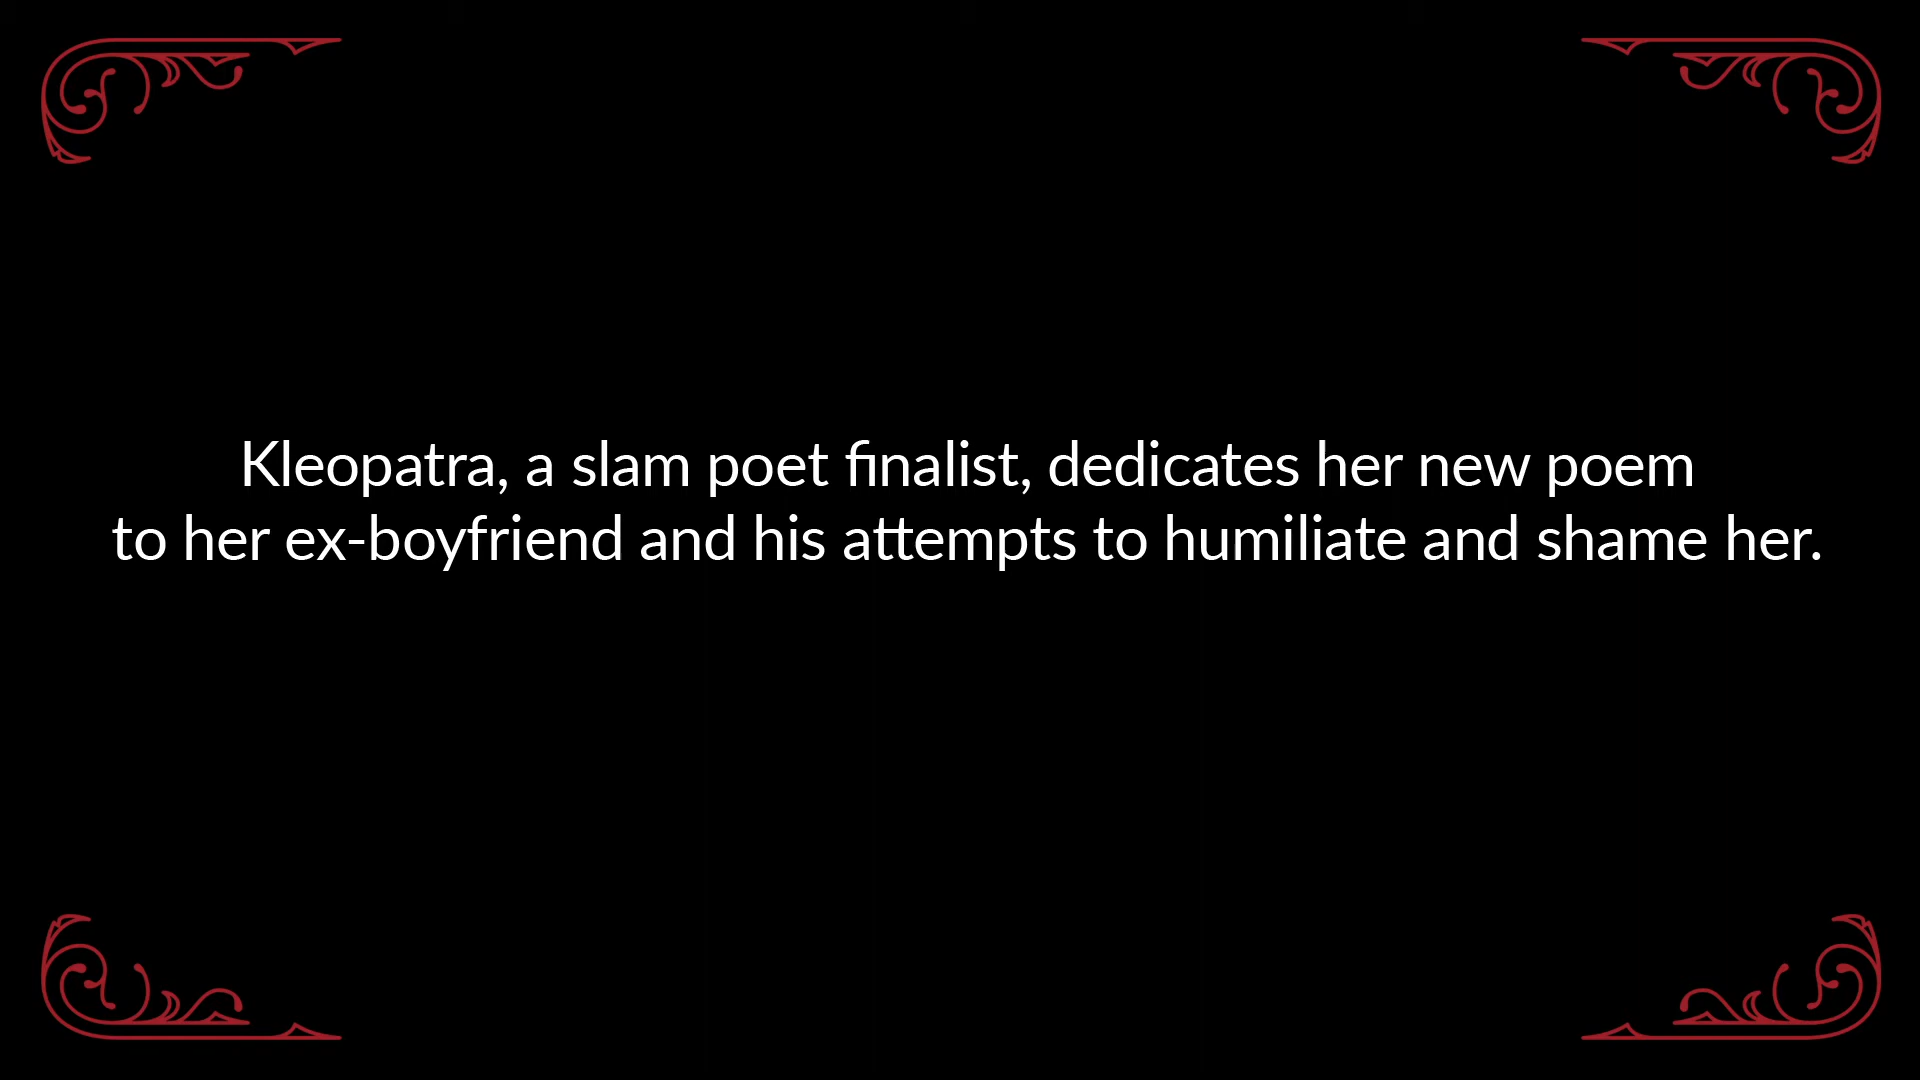 Kleopatra, a slam poet finalist, dedicates her new poem
to her ex-boyfriend and his attempts to humiliate and shame her.